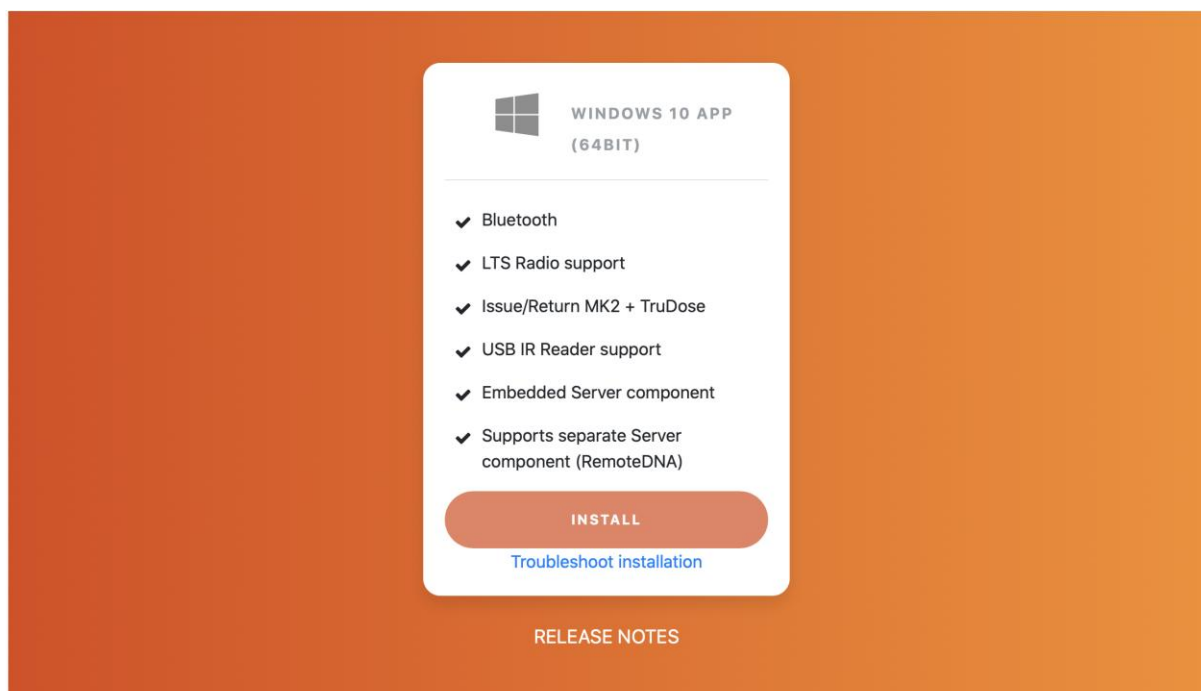 WINDOWS 10 APP
(64BIT)
Bluetooth
LTS Radio support
Issue/Return MK2 + TruDose
USB IR Reader support
Embedded Server component
Supports separate Server
component (RemoteDNA)
INSTALL
Troubleshoot installation
RELEASE NOTES